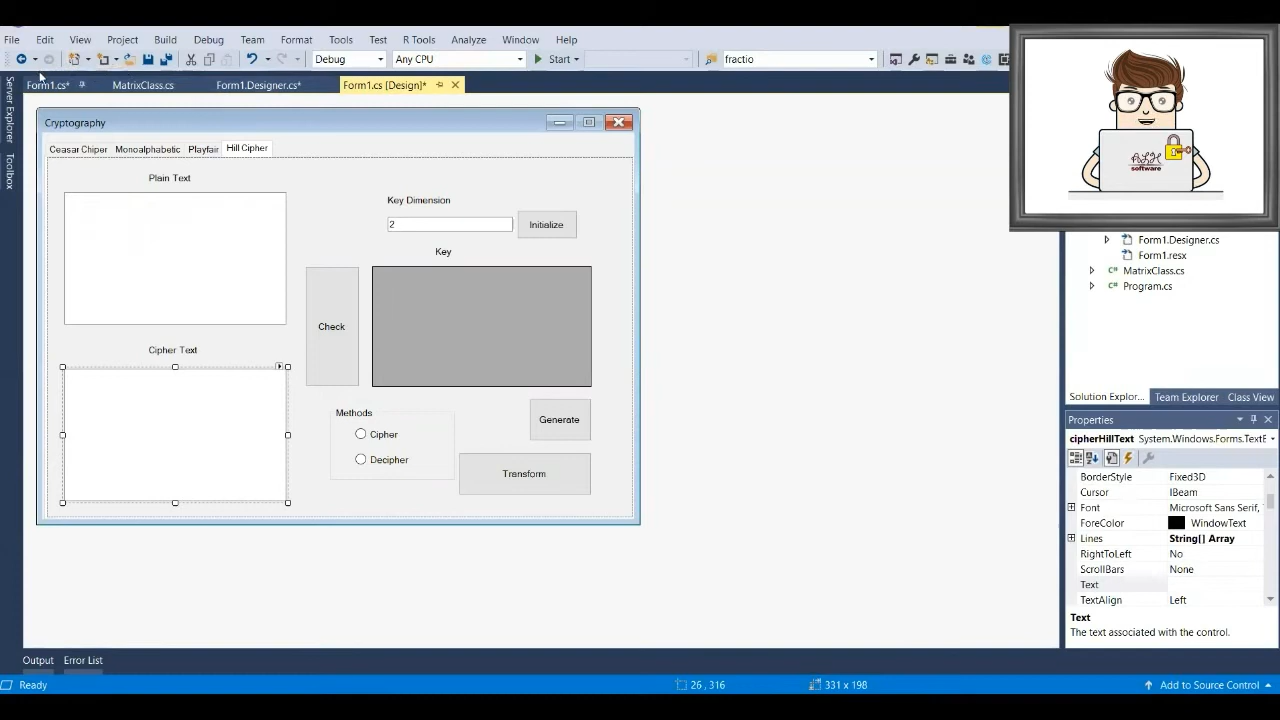 File Edit View Project Build Debug Team Format Tools Test R Tools Analyze Window Help
Debug Any CPU Start fractio
Form1.cs* MatrixClass.cs Form1.Designer.cs* Form1.cs [Design]*
Server Explorer
Toolbox
Cryptography
Ceasar Chiper Monoalphabetic Playfair Hill Cipher
Plain Text
Key Dimension
2 Initialize
Key
Check
Cipher Text
Methods
Cipher
Decipher
Generate
Transform
ALH
software
Form1.Designer.cs
Form1.resx
C# MatrixClass.cs
C# Program.cs
Solution Explor... Team Explorer Class View
Properties
cipherHillText System.Windows.Forms.TextE
BorderStyle Fixed3D
Cursor IBeam
Font Microsoft Sans Serif,
ForeColor WindowText
Lines String[] Array
RightToLeft No
ScrollBars None
Text
TextAlign Left
Text
The text associated with the control.
Output Error List
Ready 26 , 316 331 x 198 Add to Source Control